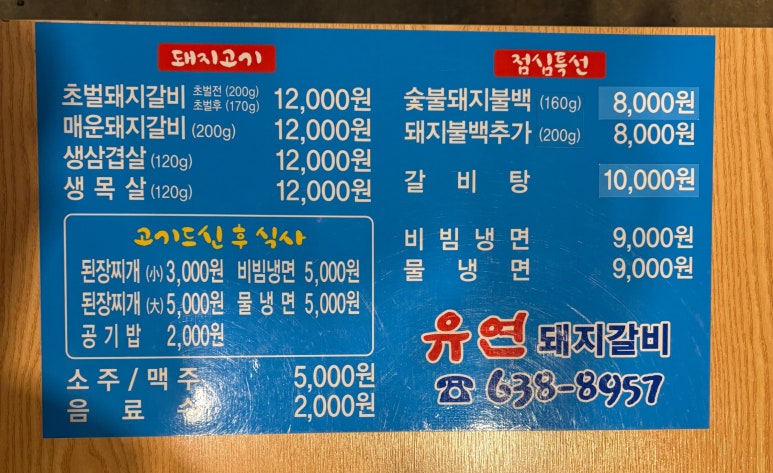 돼지고기
초벌돼지갈비 초벌전 (200g) 초벌후 (170g) 12,000원
매운돼지갈비 (200g) 12,000원
생삼겹살 (120g) 12,000원
생 목 살 (120g) 12,000원
고기드신 후 식사
된장찌개 (小) 3,000원 비빔냉면 5,000원
된장찌개 (大) 5,000원 물 냉 면 5,000원
공 기 밥 2,000원
소 주 / 맥 주 5,000원
음 료 수 2,000원
점심특선
숯불돼지불백 (160g) 8,000원
돼지불백추가 (200g) 8,000원
갈 비 탕 10,000원
비 빔 냉 면 9,000원
물 냉 면 9,000원
유연 돼지갈비
☎ 638-8957